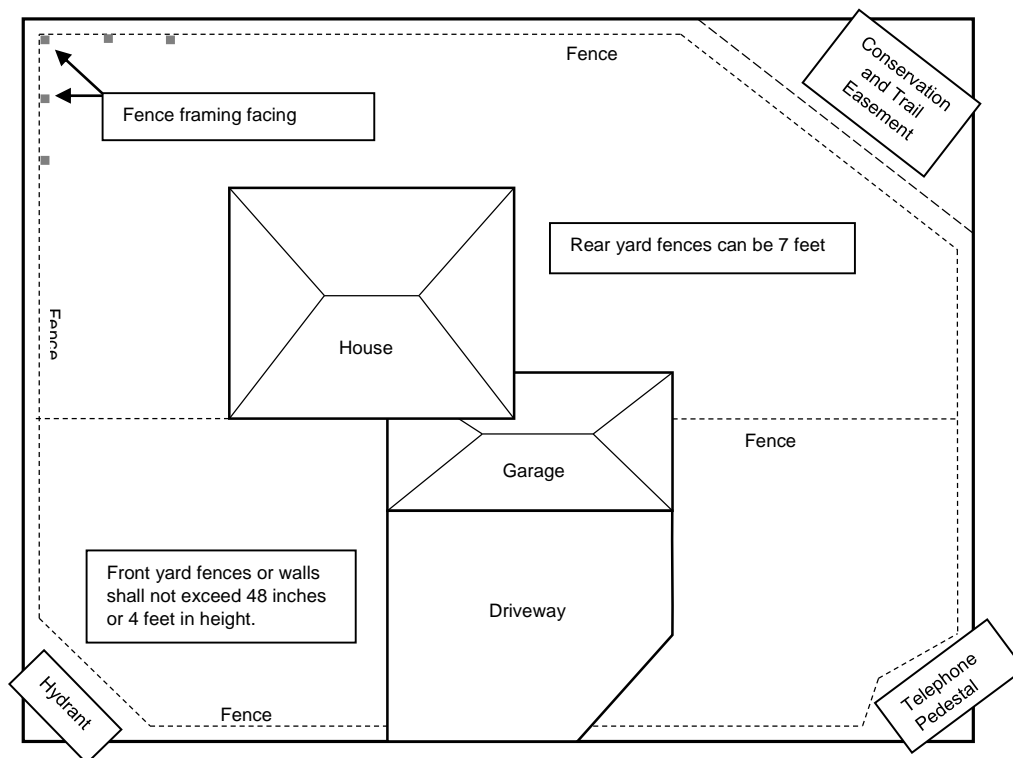 Fence
Conservation
and Trail
Easement
Fence framing facing
Rear yard fences can be 7 feet
Fence
House
Fence
Garage
Front yard fences or walls
shall not exceed 48 inches
or 4 feet in height.
Driveway
Hydrant
Fence
Telephone
Pedestal